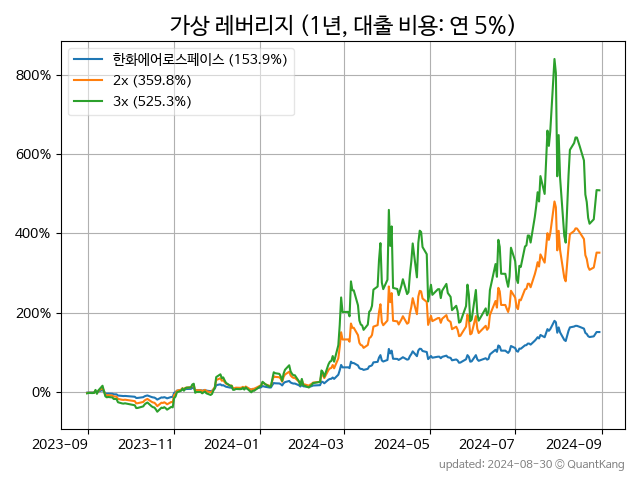 가상 레버리지 (1년, 대출 비용: 연 5%)
한화에어로스페이스 (153.9%)
2x (359.8%)
3x (525.3%)
800%
600%
400%
200%
0%
2023-09 2023-11 2024-01 2024-03 2024-05 2024-07 2024-09
updated: 2024-08-30 © QuantKang